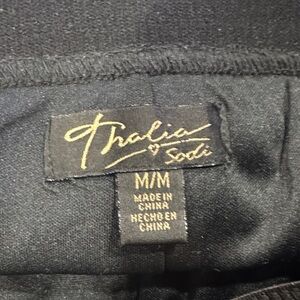 Thalia
Sodi
M/M
MADE IN
CHINA
HECHO EN
CHINA